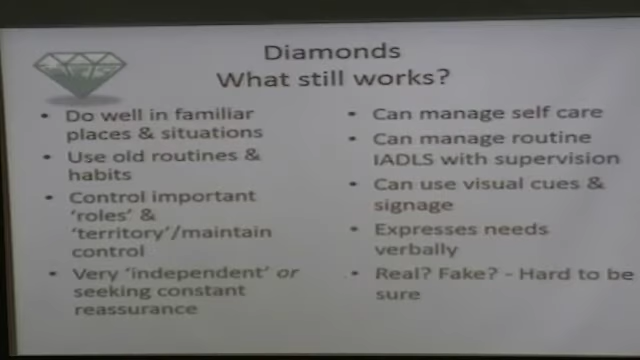 Diamonds
What still works?
• Do well in familiar
places & situations
• Use old routines &
habits
• Control important
'roles' &
'territory'/maintain
control
• Very 'independent' or
seeking constant
reassurance
• Can manage self care
• Can manage routine
IADLS with supervision
• Can use visual cues &
signage
• Expresses needs
verbally
• Real? Fake? - Hard to be
sure